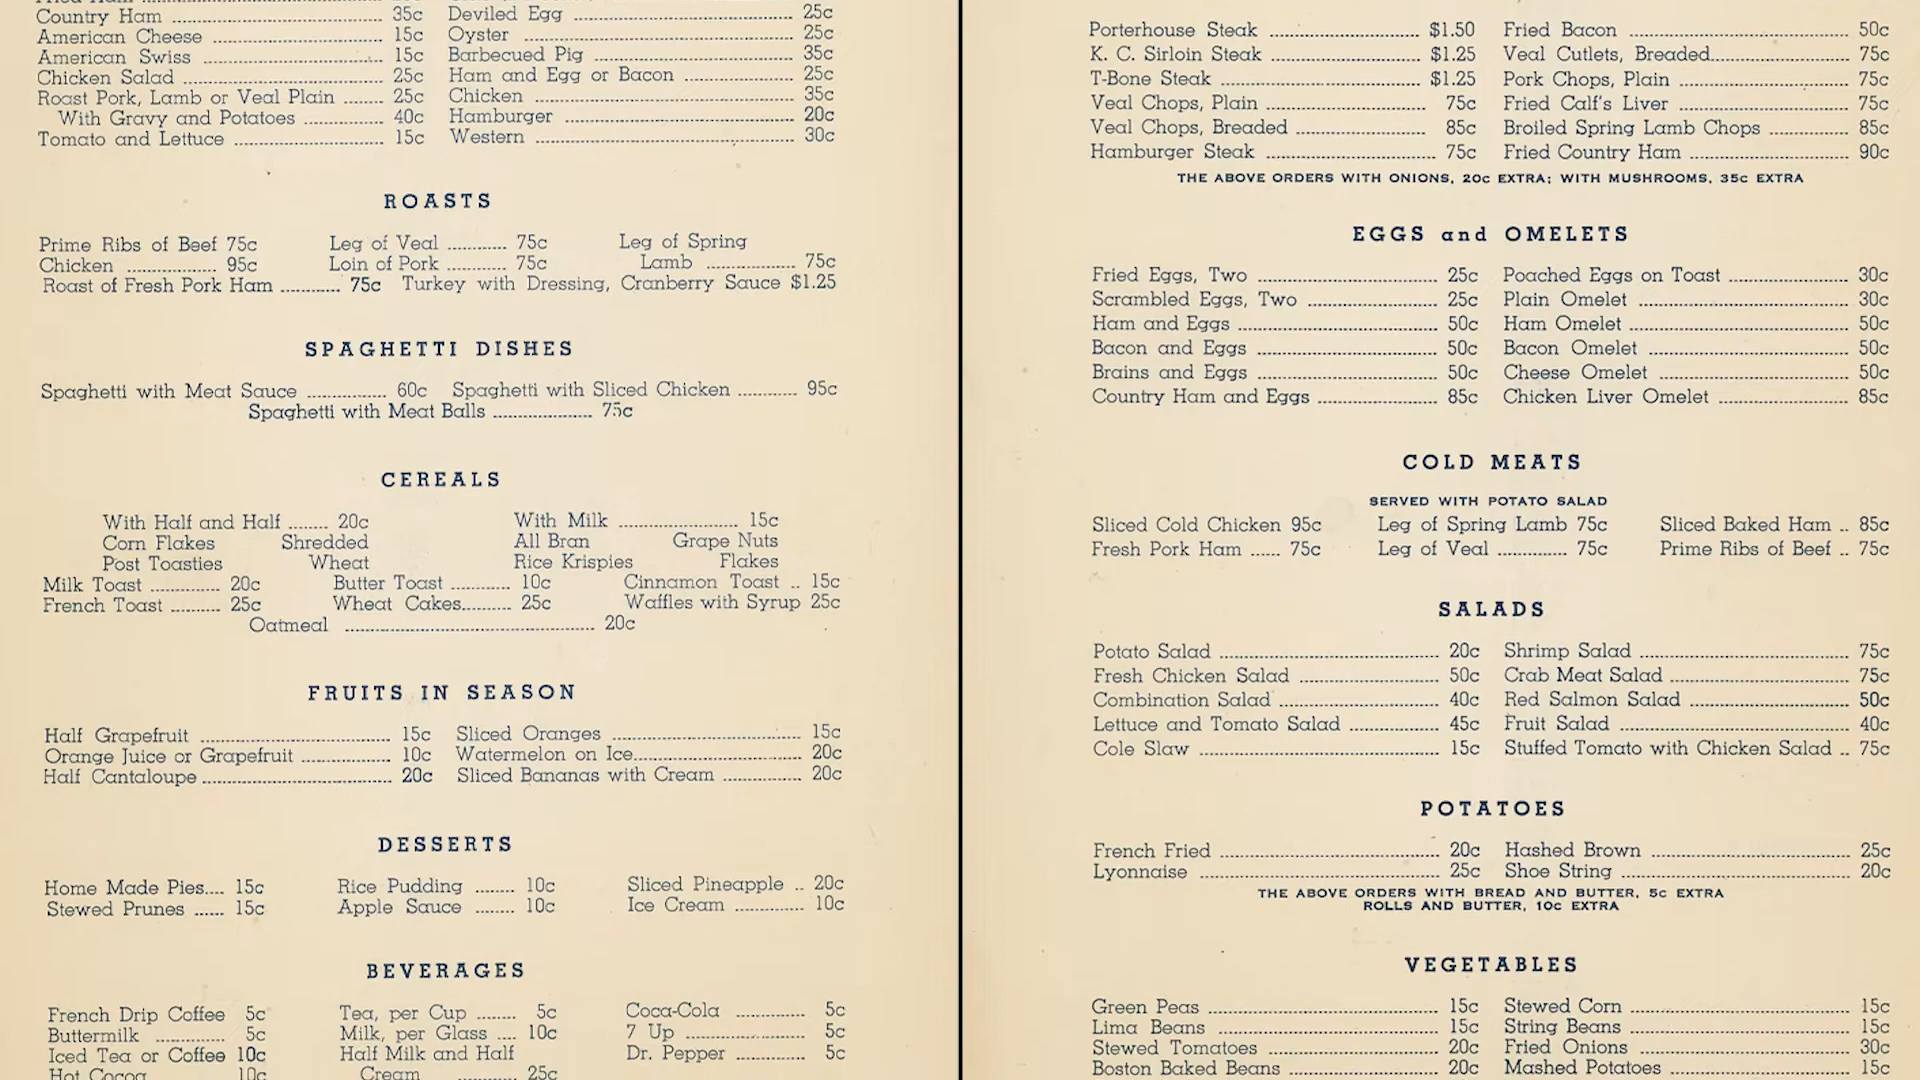 Country Ham 35c Deviled Egg 25c
American Cheese 15c Oyster 25c
American Swiss 15c Barbecued Pig 35c
Chicken Salad 25c Ham and Egg or Bacon 25c
Roast Pork, Lamb or Veal Plain 25c Chicken 35c
With Gravy and Potatoes 40c Hamburger 20c
Tomato and Lettuce 15c Western 30c
ROASTS
Prime Ribs of Beef 75c Leg of Veal 75c Leg of Spring
Chicken 95c Loin of Pork 75c Lamb 75c
Roast of Fresh Pork Ham 75c Turkey with Dressing, Cranberry Sauce $1.25
SPAGHETTI DISHES
Spaghetti with Meat Sauce 60c Spaghetti with Sliced Chicken 95c
Spaghetti with Meat Balls 75c
CEREALS
With Half and Half 20c With Milk 15c
Corn Flakes Shredded All Bran Grape Nuts
Post Toasties Wheat Rice Krispies Flakes
Milk Toast 20c Butter Toast 10c Cinnamon Toast 15c
French Toast 25c Wheat Cakes 25c Waffles with Syrup 25c
Oatmeal 20c
FRUITS IN SEASON
Half Grapefruit 15c Sliced Oranges 15c
Orange Juice or Grapefruit 10c Watermelon on Ice 20c
Half Cantaloupe 20c Sliced Bananas with Cream 20c
DESSERTS
Home Made Pies 15c Rice Pudding 10c Sliced Pineapple 20c
Stewed Prunes 15c Apple Sauce 10c Ice Cream 10c
BEVERAGES
French Drip Coffee 5c Tea, per Cup 5c Coca-Cola 5c
Buttermilk 5c Milk, per Glass 10c 7 Up 5c
Iced Tea or Coffee 10c Half Milk and Half Dr. Pepper 5c
Hot Cocoa 10c Cream 25c
Porterhouse Steak $1.50 Fried Bacon 50c
K. C. Sirloin Steak $1.25 Veal Cutlets, Breaded 75c
T-Bone Steak $1.25 Pork Chops, Plain 75c
Veal Chops, Plain 75c Fried Calf's Liver 75c
Veal Chops, Breaded 85c Broiled Spring Lamb Chops 85c
Hamburger Steak 75c Fried Country Ham 90c
THE ABOVE ORDERS WITH ONIONS, 20c EXTRA; WITH MUSHROOMS, 35c EXTRA
EGGS and OMELETS
Fried Eggs, Two 25c Poached Eggs on Toast 30c
Scrambled Eggs, Two 25c Plain Omelet 30c
Ham and Eggs 50c Ham Omelet 50c
Bacon and Eggs 50c Bacon Omelet 50c
Brains and Eggs 50c Cheese Omelet 50c
Country Ham and Eggs 85c Chicken Liver Omelet 85c
COLD MEATS
SERVED WITH POTATO SALAD
Sliced Cold Chicken 95c Leg of Spring Lamb 75c Sliced Baked Ham 85c
Fresh Pork Ham 75c Leg of Veal 75c Prime Ribs of Beef 75c
SALADS
Potato Salad 20c Shrimp Salad 75c
Fresh Chicken Salad 50c Crab Meat Salad 75c
Combination Salad 40c Red Salmon Salad 50c
Lettuce and Tomato Salad 45c Fruit Salad 40c
Cole Slaw 15c Stuffed Tomato with Chicken Salad 75c
POTATOES
French Fried 20c Hashed Brown 25c
Lyonnaise 25c Shoe String 20c
THE ABOVE ORDERS WITH BREAD AND BUTTER, 5c EXTRA
ROLLS AND BUTTER, 10c EXTRA
VEGETABLES
Green Peas 15c Stewed Corn 15c
Lima Beans 15c String Beans 15c
Stewed Tomatoes 20c Fried Onions 30c
Boston Baked Beans 20c Mashed Potatoes 15c